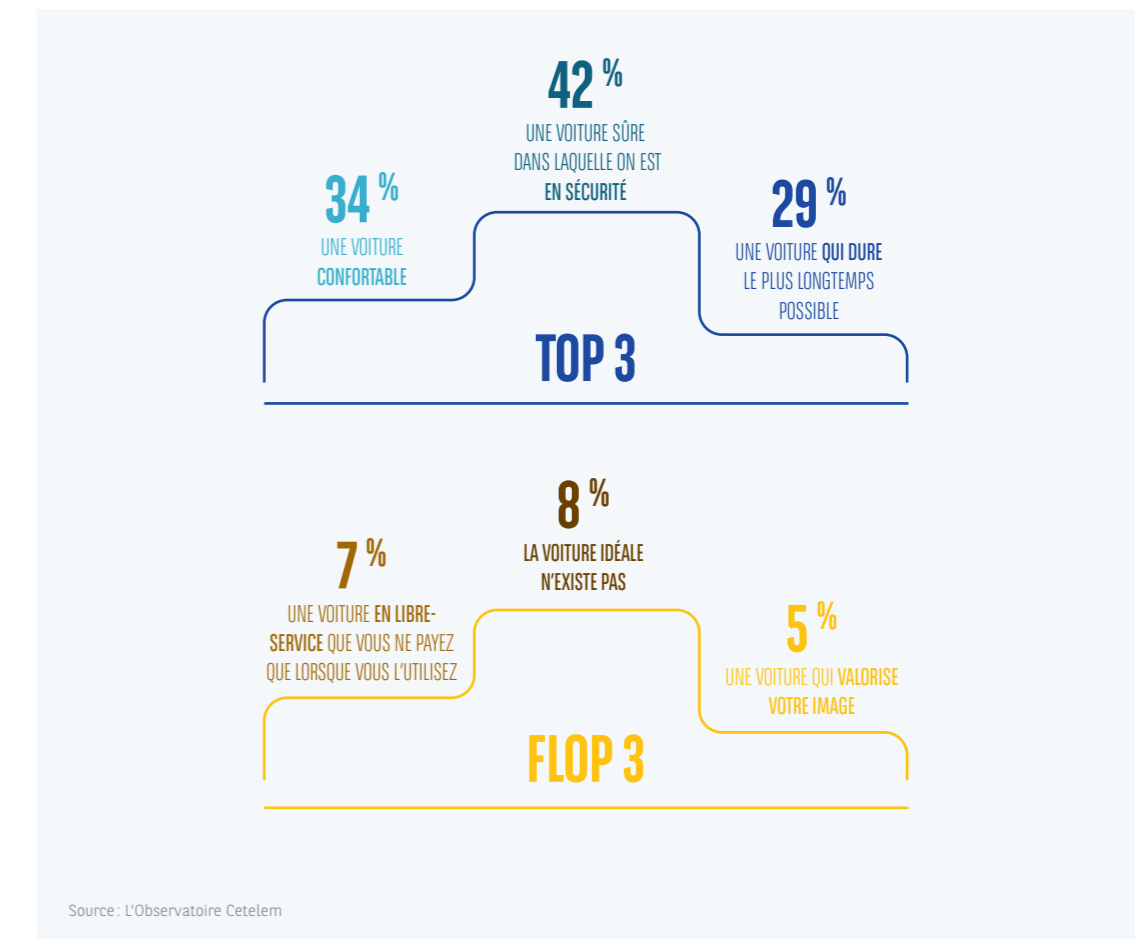 42 %
UNE VOITURE SÛRE
DANS LAQUELLE ON EST
EN SÉCURITÉ
34 %
UNE VOITURE
CONFORTABLE
29 %
UNE VOITURE QUI DURE
LE PLUS LONGTEMPS
POSSIBLE
TOP 3
8 %
LA VOITURE IDÉALE
N'EXISTE PAS
7 %
UNE VOITURE EN LIBRE-
SERVICE QUE VOUS NE PAYEZ
QUE LORSQUE VOUS L'UTILISEZ
5 %
UNE VOITURE QUI VALORISE
VOTRE IMAGE
FLOP 3
Source : L'Observatoire Cetelem